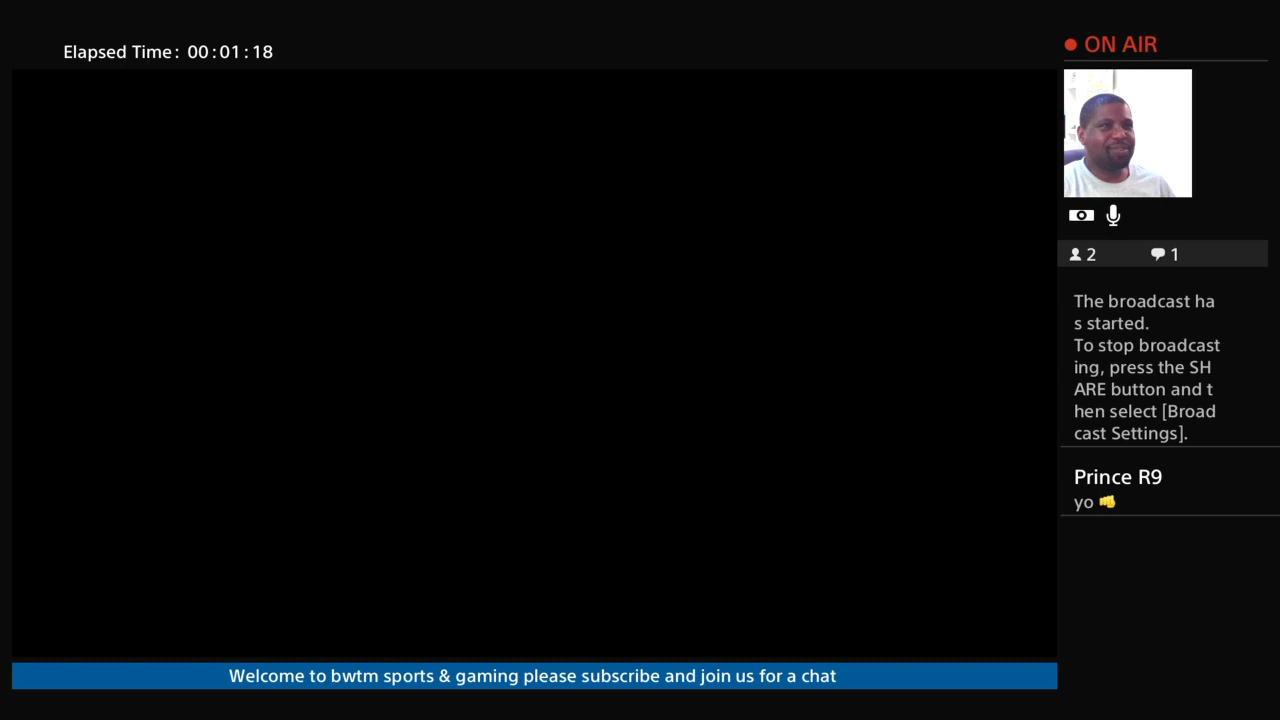 Elapsed Time: 00:01:18
ON AIR
2 1
The broadcast ha
s started.
To stop broadcast
ing, press the SH
ARE button and t
hen select [Broad
cast Settings].
Prince R9
yo 👊
Welcome to bwtm sports & gaming please subscribe and join us for a chat